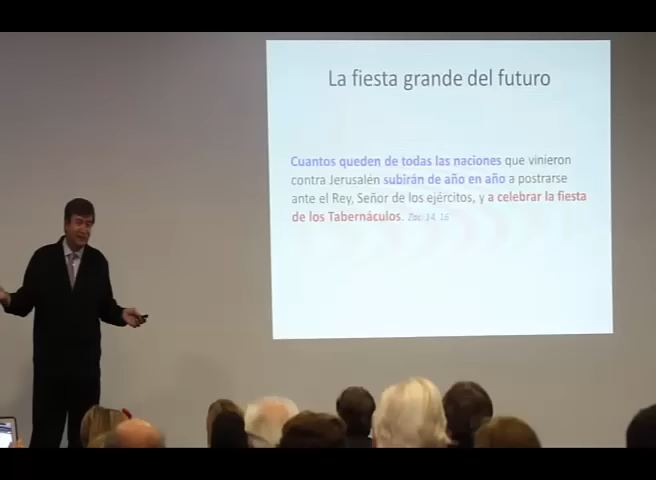 La fiesta grande del futuro
Cuantos queden de todas las naciones que vinieron
contra Jerusalén subirán de año en año a postrarse
ante el Rey, Señor de los ejércitos, y a celebrar la fiesta
de los Tabernáculos. Zac 14, 16